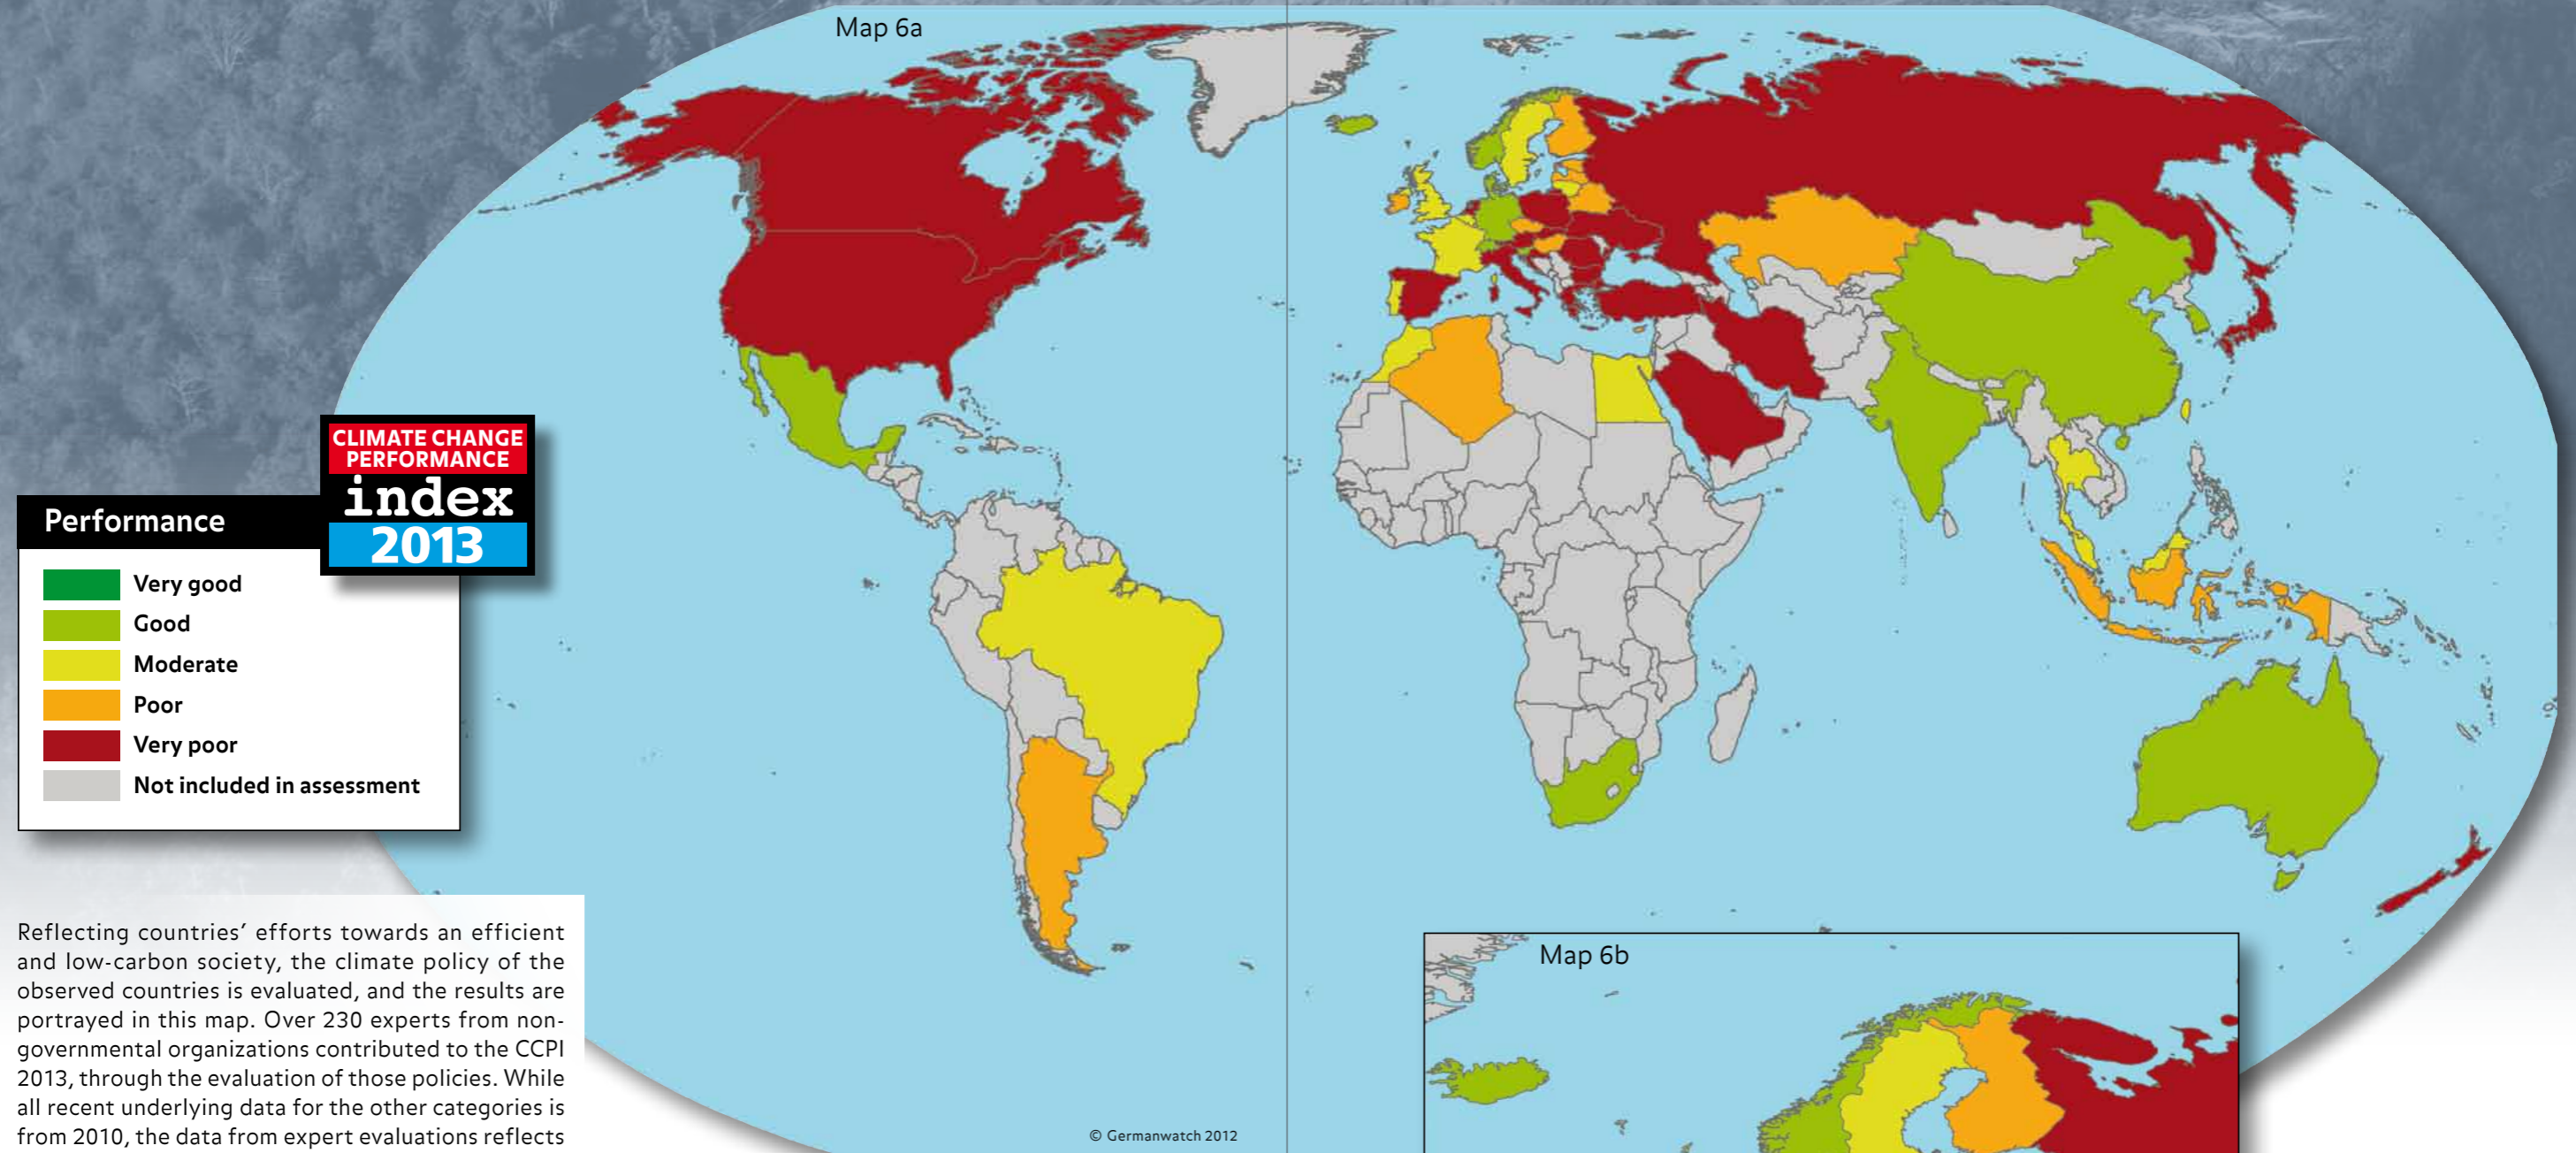 Map 6a
CLIMATE CHANGE
PERFORMANCE
index
2013
Performance
Very good
Good
Moderate
Poor
Very poor
Not included in assessment
Reflecting countries’ efforts towards an efficient
and low-carbon society, the climate policy of the
observed countries is evaluated, and the results are
portrayed in this map. Over 230 experts from non-
governmental organizations contributed to the CCPI
2013, through the evaluation of those policies. While
all recent underlying data for the other categories is
from 2010, the data from expert evaluations reflects
© Germanwatch 2012
Map 6b